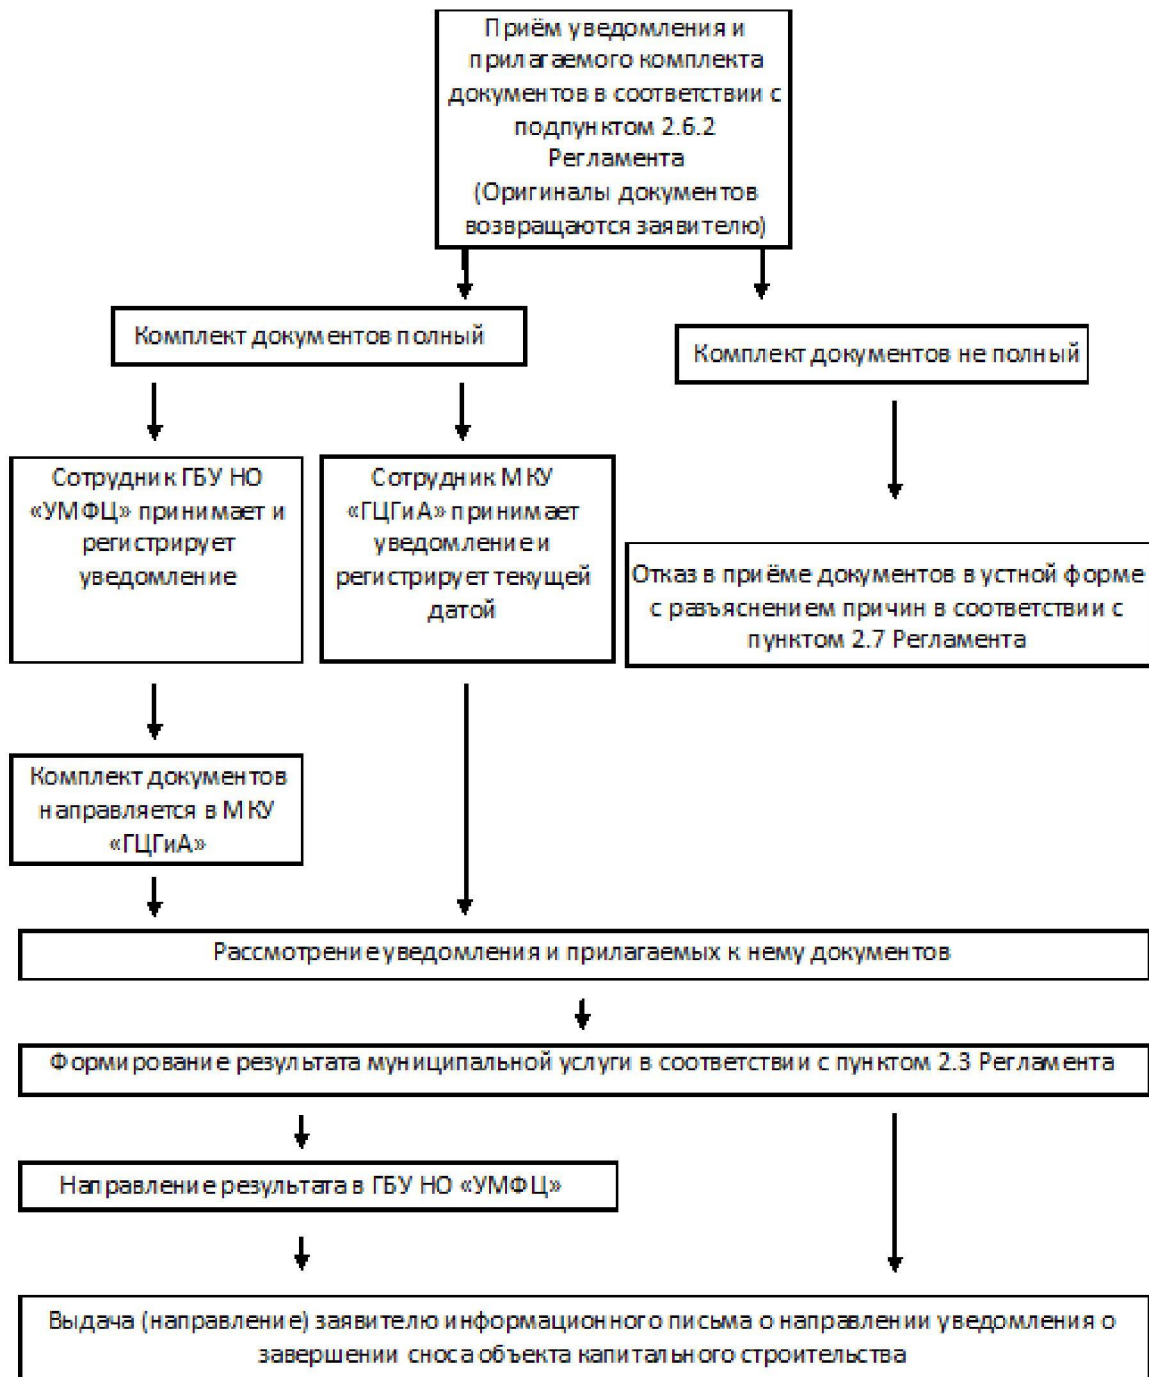 Приём уведомления и
прилагаемого комплекта
документов в соответствии с
подпунктом 2.6.2
Регламента
(Оригиналы документов
возвращаются заявителю)
Комплект документов полный
Комплект документов не полный
Сотрудник ГБУ НО
«УМФЦ» принимает и
регистрирует
уведомление
Сотрудник МКУ
«ГЦГиА» принимает
уведомление и
регистрирует текущей
датой
Отказ в приёме документов в устной форме
с разъяснением причин в соответствии с
пунктом 2.7 Регламента
Комплект документов
направляется в МКУ
«ГЦГиА»
Рассмотрение уведомления и прилагаемых к нему документов
Формирование результата муниципальной услуги в соответствии с пунктом 2.3 Регламента
Направление результата в ГБУ НО «УМФЦ»
Выдача (направление) заявителю информационного письма о направлении уведомления о
завершении сноса объекта капитального строительства